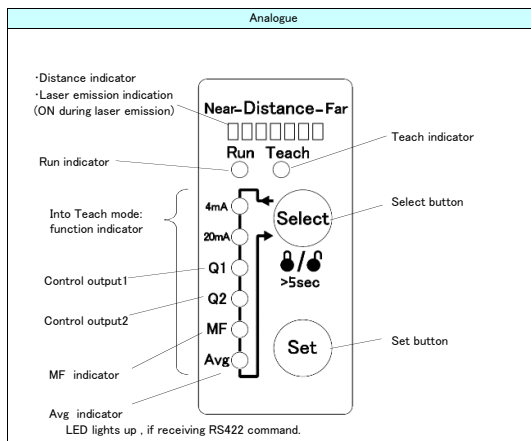 Analogue
・Distance indicator
・Laser emission indication
(ON during laser emission)
Near-Distance-Far
Run Teach
Teach indicator
Run indicator
Select button
Into Teach mode:
function indicator
4mA
Select
20mA
Q1
>5sec
Control output1
Q2
Control output2
MF
Set
Set button
Avg
MF indicator
Avg indicator
LED lights up , if receiving RS422 command.